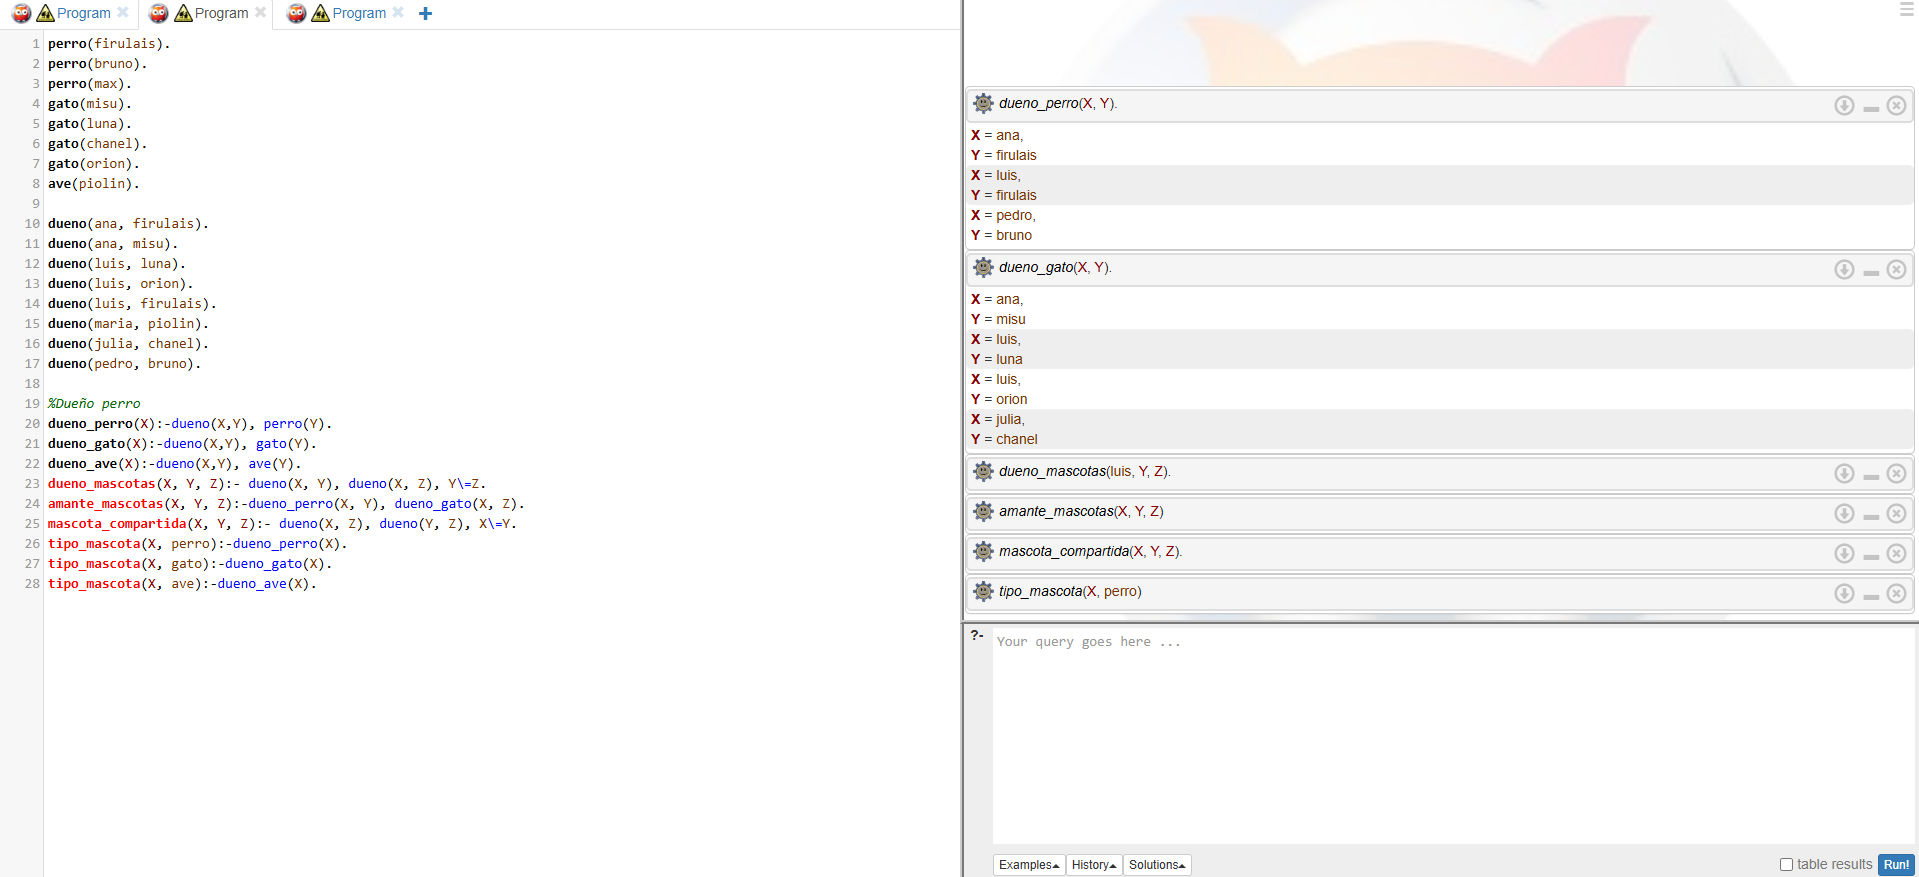 Program Program Program
1 perro(firulais).
2 perro(bruno).
3 perro(max).
4 gato(misu).
5 gato(luna).
6 gato(chanel).
7 gato(orion).
8 ave(piolin).
9
10 dueno(ana, firulais).
11 dueno(ana, misu).
12 dueno(luis, luna).
13 dueno(luis, orion).
14 dueno(luis, firulais).
15 dueno(maria, piolin).
16 dueno(julia, chanel).
17 dueno(pedro, bruno).
18
19 %Dueño perro
20 dueno_perro(X):-dueno(X,Y), perro(Y).
21 dueno_gato(X):-dueno(X,Y), gato(Y).
22 dueno_ave(X):-dueno(X,Y), ave(Y).
23 dueno_mascotas(X, Y, Z):- dueno(X, Y), dueno(X, Z), Y\=Z.
24 amante_mascotas(X, Y, Z):-dueno_perro(X, Y), dueno_gato(X, Z).
25 mascota_compartida(X, Y, Z):- dueno(X, Z), dueno(Y, Z), X\=Y.
26 tipo_mascota(X, perro):-dueno_perro(X).
27 tipo_mascota(X, gato):-dueno_gato(X).
28 tipo_mascota(X, ave):-dueno_ave(X).
dueno_perro(X, Y).
X = ana,
Y = firulais
X = luis,
Y = firulais
X = pedro,
Y = bruno
dueno_gato(X, Y).
X = ana,
Y = misu
X = luis,
Y = luna
X = luis,
Y = orion
X = julia,
Y = chanel
dueno_mascotas(luis, Y, Z).
amante_mascotas(X, Y, Z)
mascota_compartida(X, Y, Z).
tipo_mascota(X, perro)
?- Your query goes here ...
Examples History Solutions table results Run!